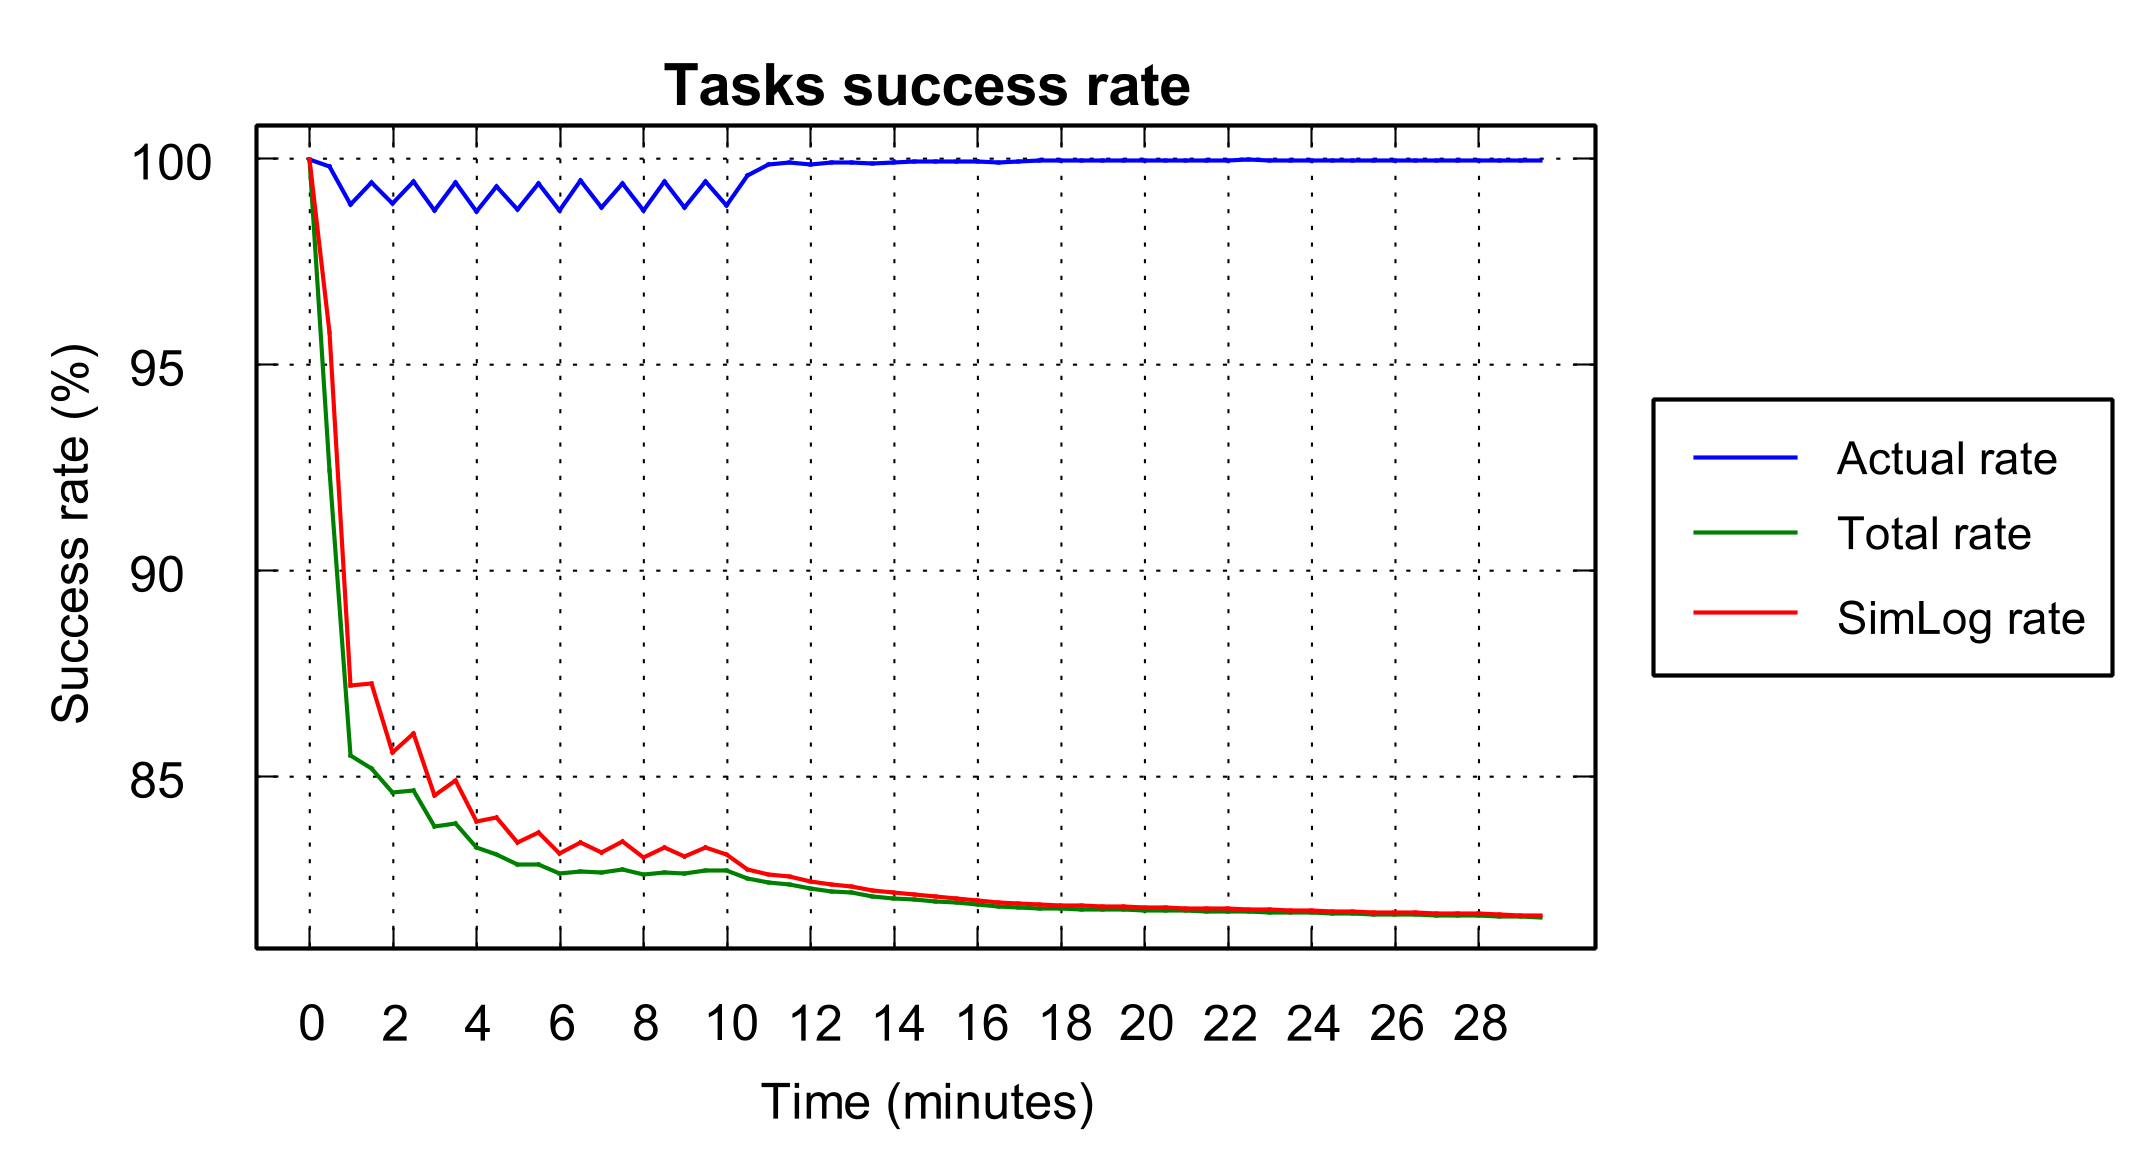 Tasks success rate
100
95
90
85
Success rate (%)
0 2 4 6 8 10 12 14 16 18 20 22 24 26 28
Time (minutes)
Actual rate
Total rate
SimLog rate